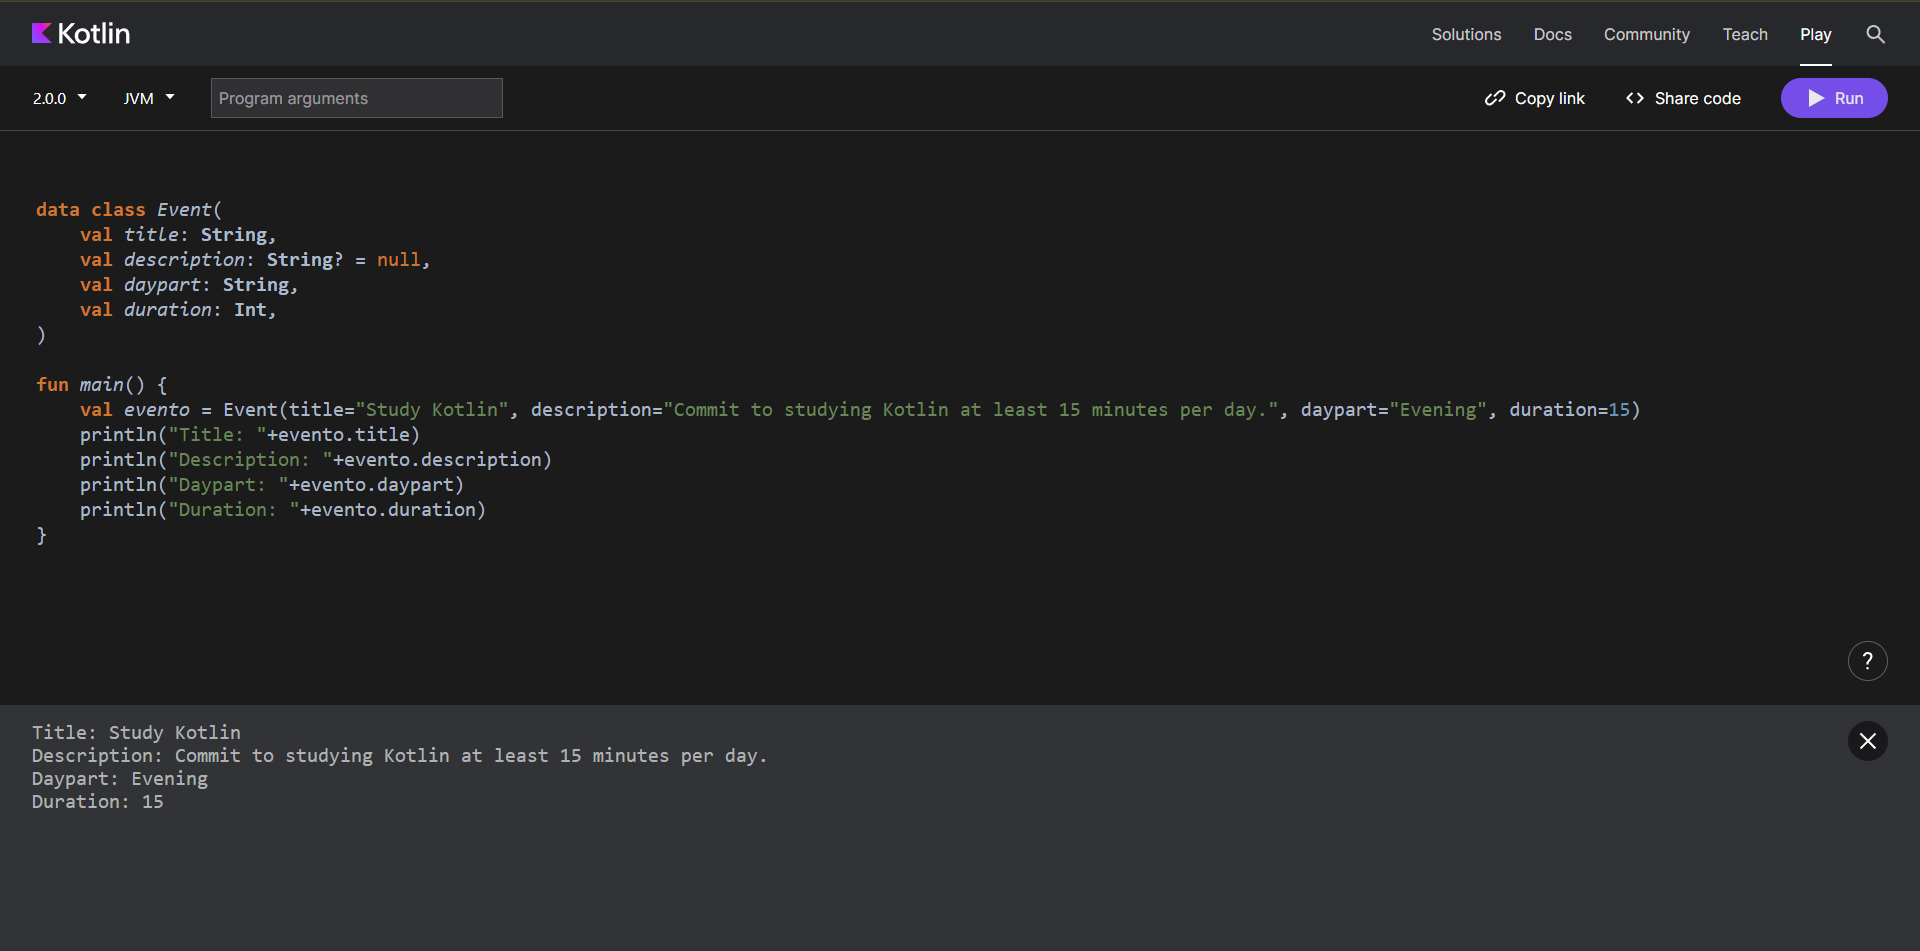 Kotlin
Solutions Docs Community Teach Play
2.0.0 JVM Program arguments Copy link Share code Run
data class Event(
    val title: String,
    val description: String? = null,
    val daypart: String,
    val duration: Int,
)
fun main() {
    val evento = Event(title="Study Kotlin", description="Commit to studying Kotlin at least 15 minutes per day.", daypart="Evening", duration=15)
    println("Title: "+evento.title)
    println("Description: "+evento.description)
    println("Daypart: "+evento.daypart)
    println("Duration: "+evento.duration)
}
?
Title: Study Kotlin
Description: Commit to studying Kotlin at least 15 minutes per day.
Daypart: Evening
Duration: 15